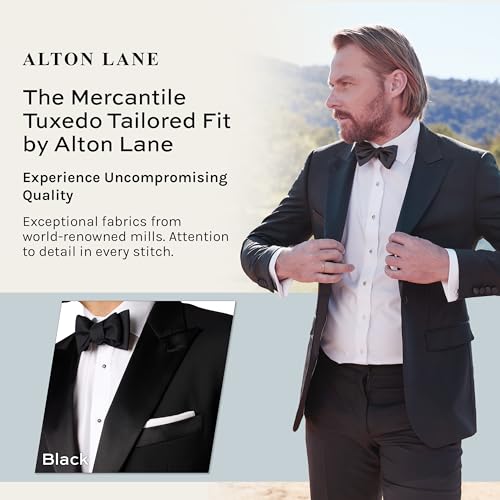 ALTON LANE
The Mercantile
Tuxedo Tailored Fit
by Alton Lane
Experience Uncompromising
Quality
Exceptional fabrics from
world-renowned mills. Attention
to detail in every stitch.
Black